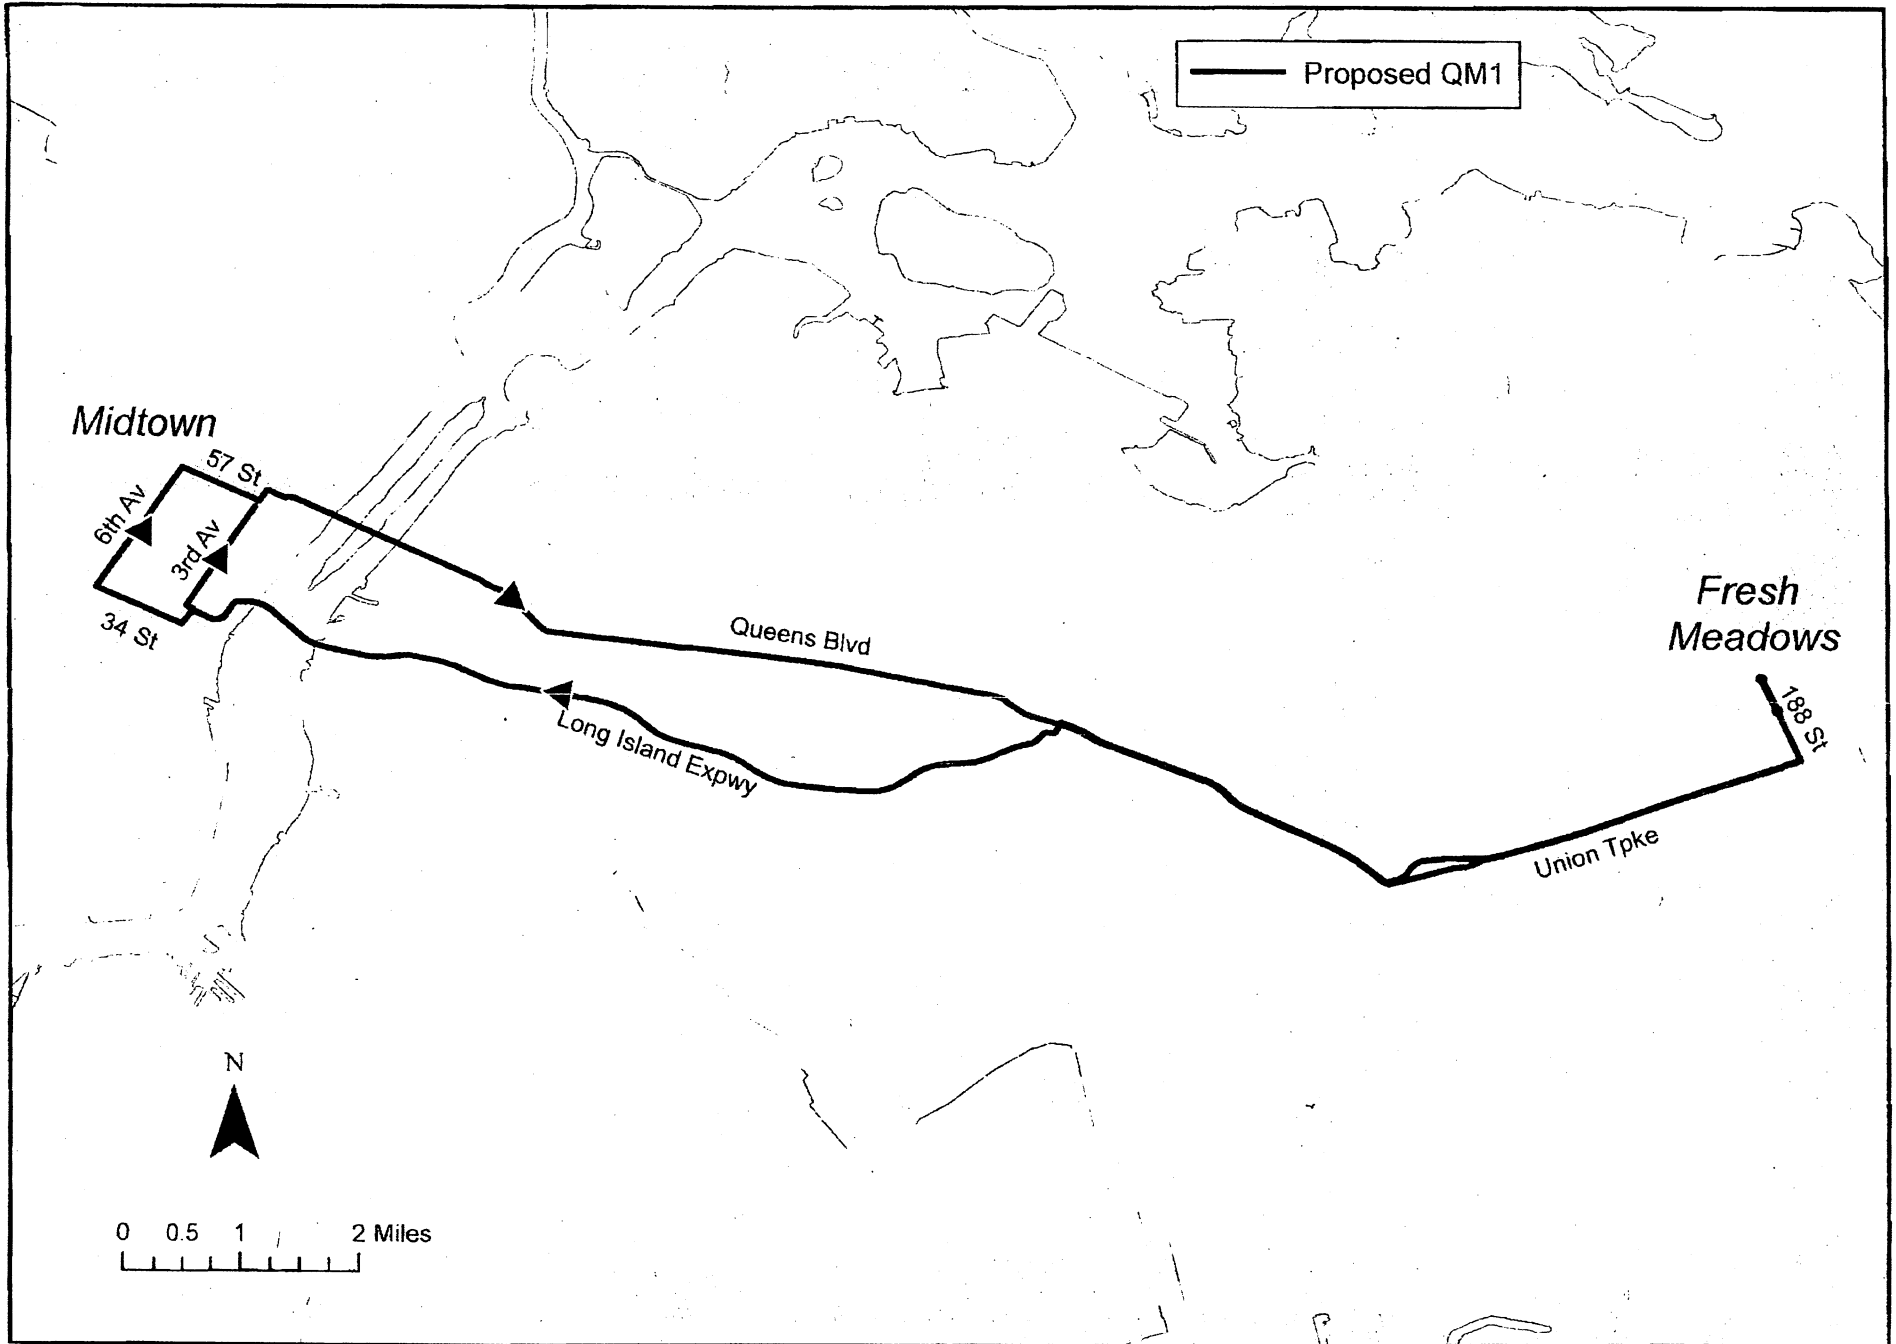 Proposed QM1
Midtown
57 St
6th Av
3rd Av
34 St
Queens Blvd
Long Island Expwy
Fresh
Meadows
188 St
Union Tpke
N
0 0.5 1 2 Miles